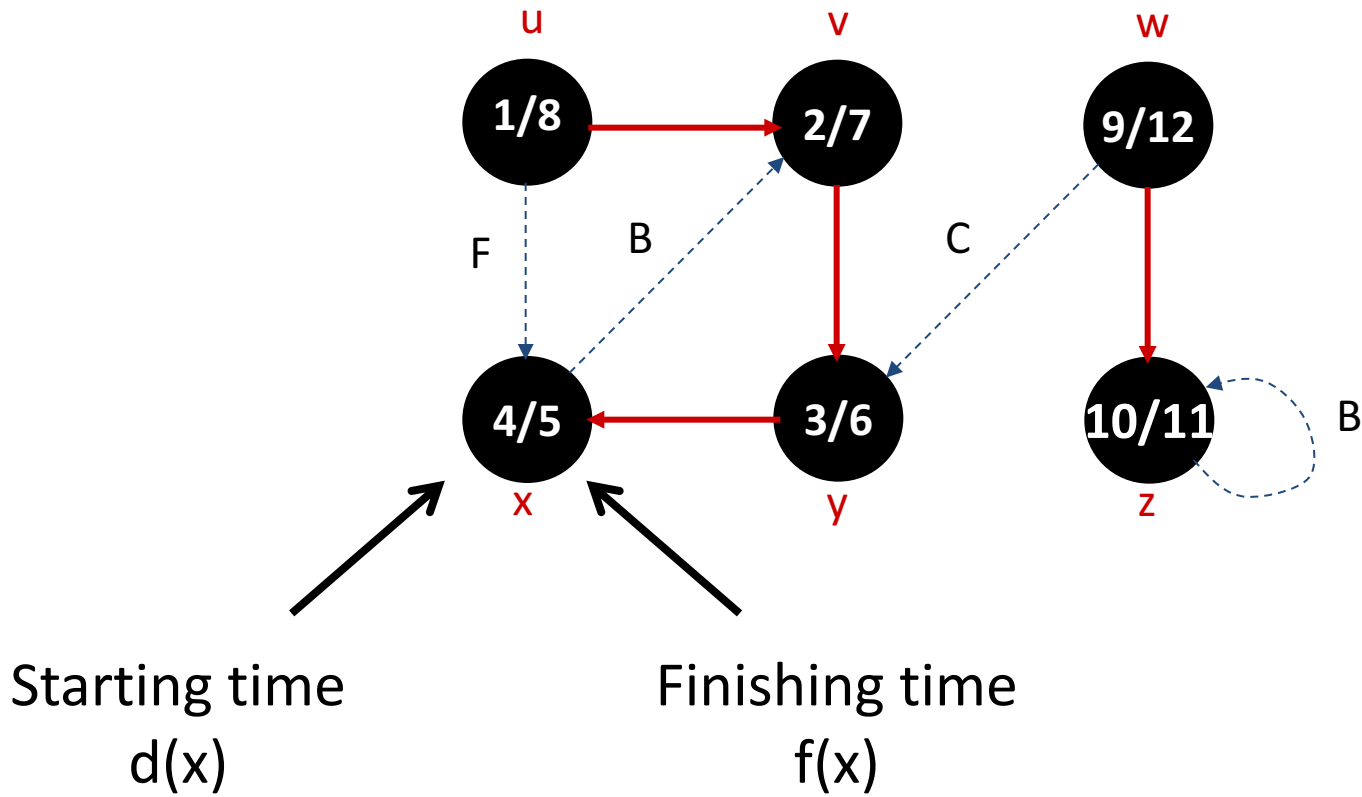 u
v
w
1/8
2/7
9/12
F
B
C
4/5
3/6
10/11
B
x
y
z
Starting time
d(x)
Finishing time
f(x)